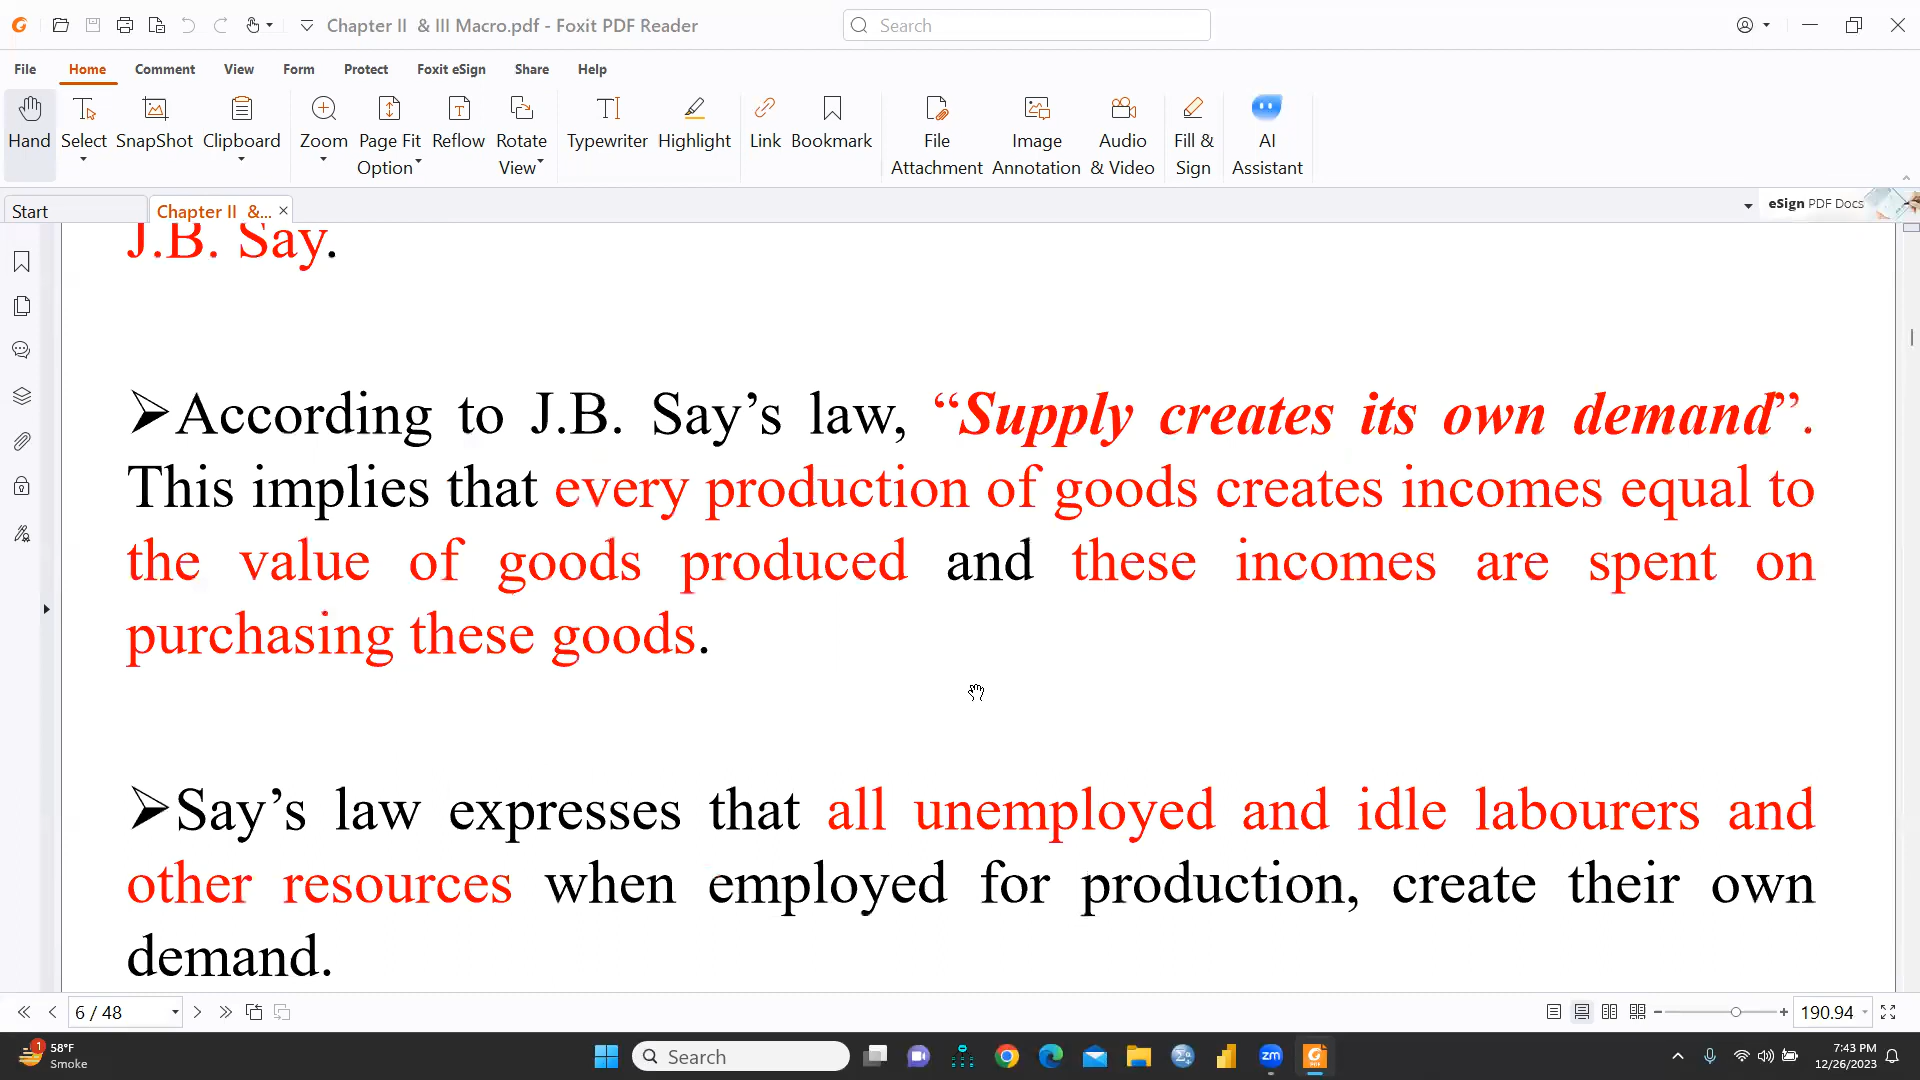 Chapter II & III Macro.pdf - Foxit PDF Reader
Search
File Home Comment View Form Protect Foxit eSign Share Help
Hand Select SnapShot Clipboard Zoom Page Fit Option Reflow Rotate View Typewriter Highlight Link Bookmark File Attachment Image Annotation Audio & Video Fill & Sign AI Assistant
Start Chapter II &... eSign PDF Docs
J.B. Say.
➢According to J.B. Say’s law, “Supply creates its own demand”.
This implies that every production of goods creates incomes equal to
the value of goods produced and these incomes are spent on
purchasing these goods.
➢Say’s law expresses that all unemployed and idle labourers and
other resources when employed for production, create their own
demand.
6 / 48 190.94
1 58°F
Smoke
Search
zm
7:43 PM
12/26/2023